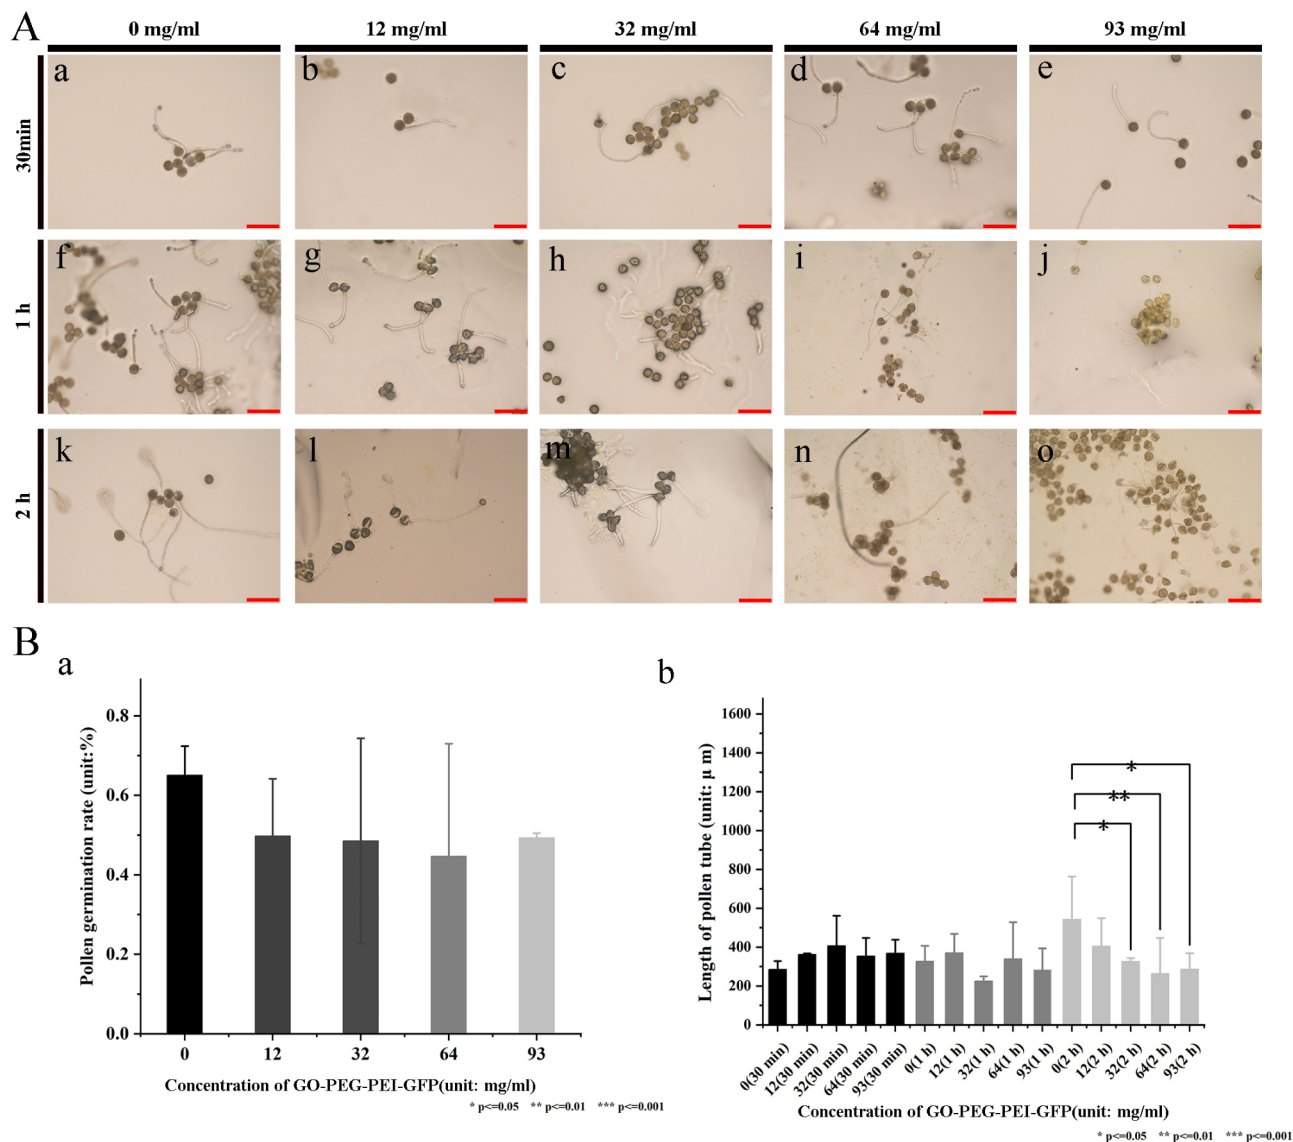 A
0 mg/ml
12 mg/ml
32 mg/ml
64 mg/ml
93 mg/ml
30min
a
b
c
d
e
1 h
f
g
h
i
j
2 h
k
l
m
n
o
B
a
Pollen germination rate (unit:%)
0.8
0.6
0.4
0.2
0.0
0
12
32
64
93
Concentration of GO-PEG-PEI-GFP(unit: mg/ml)
* p<=0.05 ** p<=0.01 *** p<=0.001
b
Length of pollen tube (unit: μ m)
1600
1400
1200
1000
800
600
400
200
0
*
**
*
0(30 min)
12(30 min)
32(30 min)
64(30 min)
93(30 min)
0(1 h)
12(1 h)
32(1 h)
64(1 h)
93(1 h)
0(2 h)
12(2 h)
32(2 h)
64(2 h)
93(2 h)
Concentration of GO-PEG-PEI-GFP(unit: mg/ml)
* p<=0.05 ** p<=0.01 *** p<=0.001